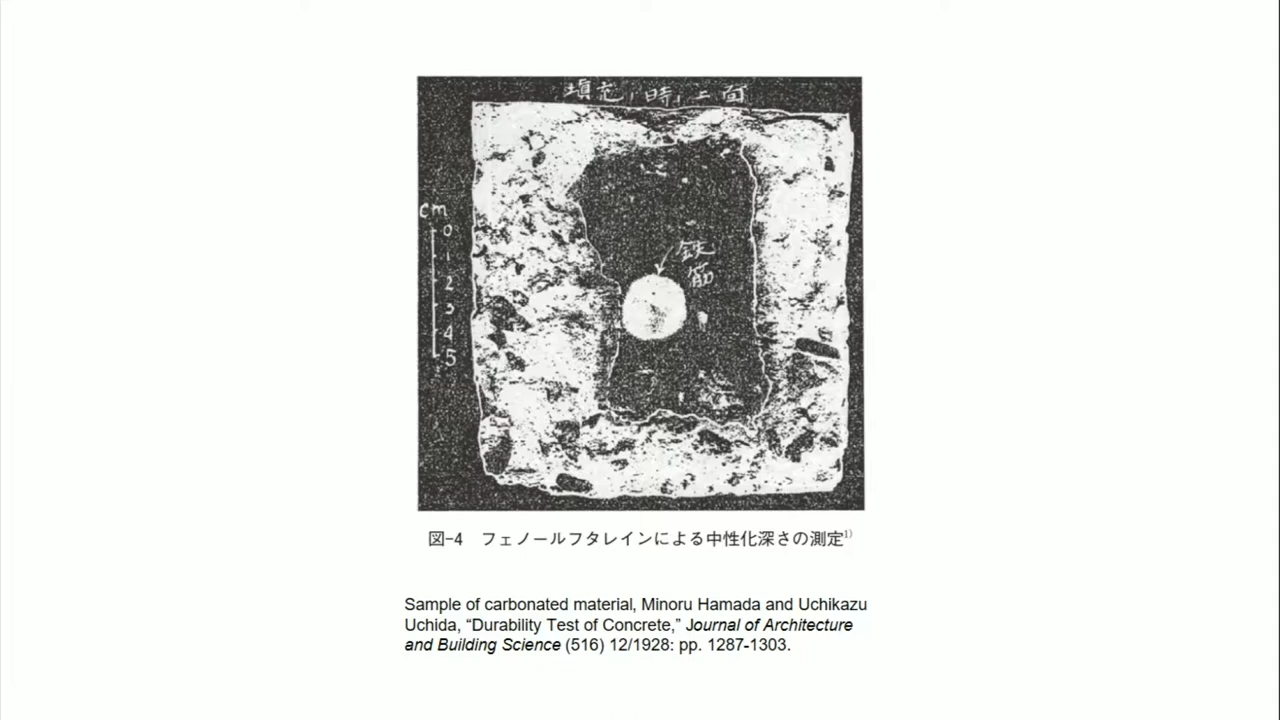 填充時上面
cm
0
1
2
3
4
5
鉄
筋
図-4 フェノールフタレインによる中性化深さの測定1)
Sample of carbonated material, Minoru Hamada and Uchikazu
Uchida, “Durability Test of Concrete,” Journal of Architecture
and Building Science (516) 12/1928: pp. 1287-1303.